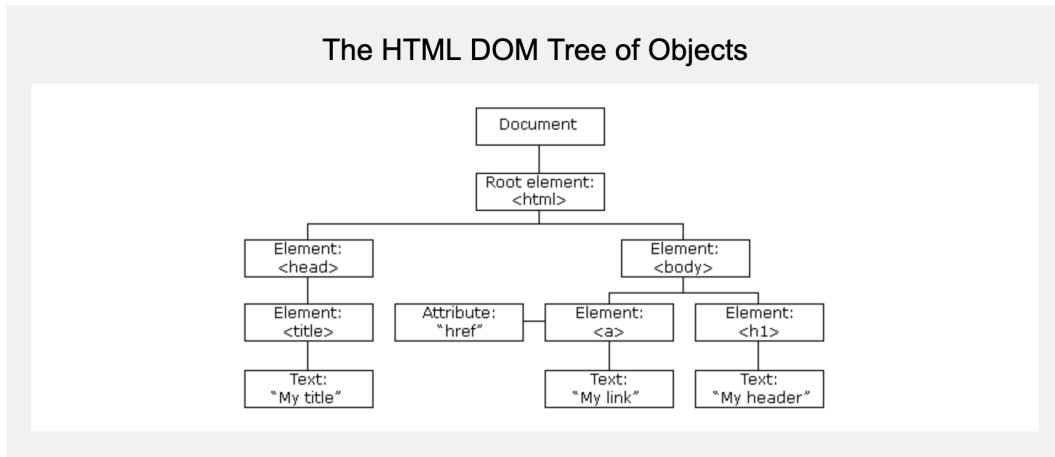 The HTML DOM Tree of Objects
Document
Root element:
<html>
Element:
<head>
Element:
<body>
Element:
<title>
Attribute:
“href”
Element:
<a>
Element:
<h1>
Text:
“My title”
Text:
“My link”
Text:
“My header”